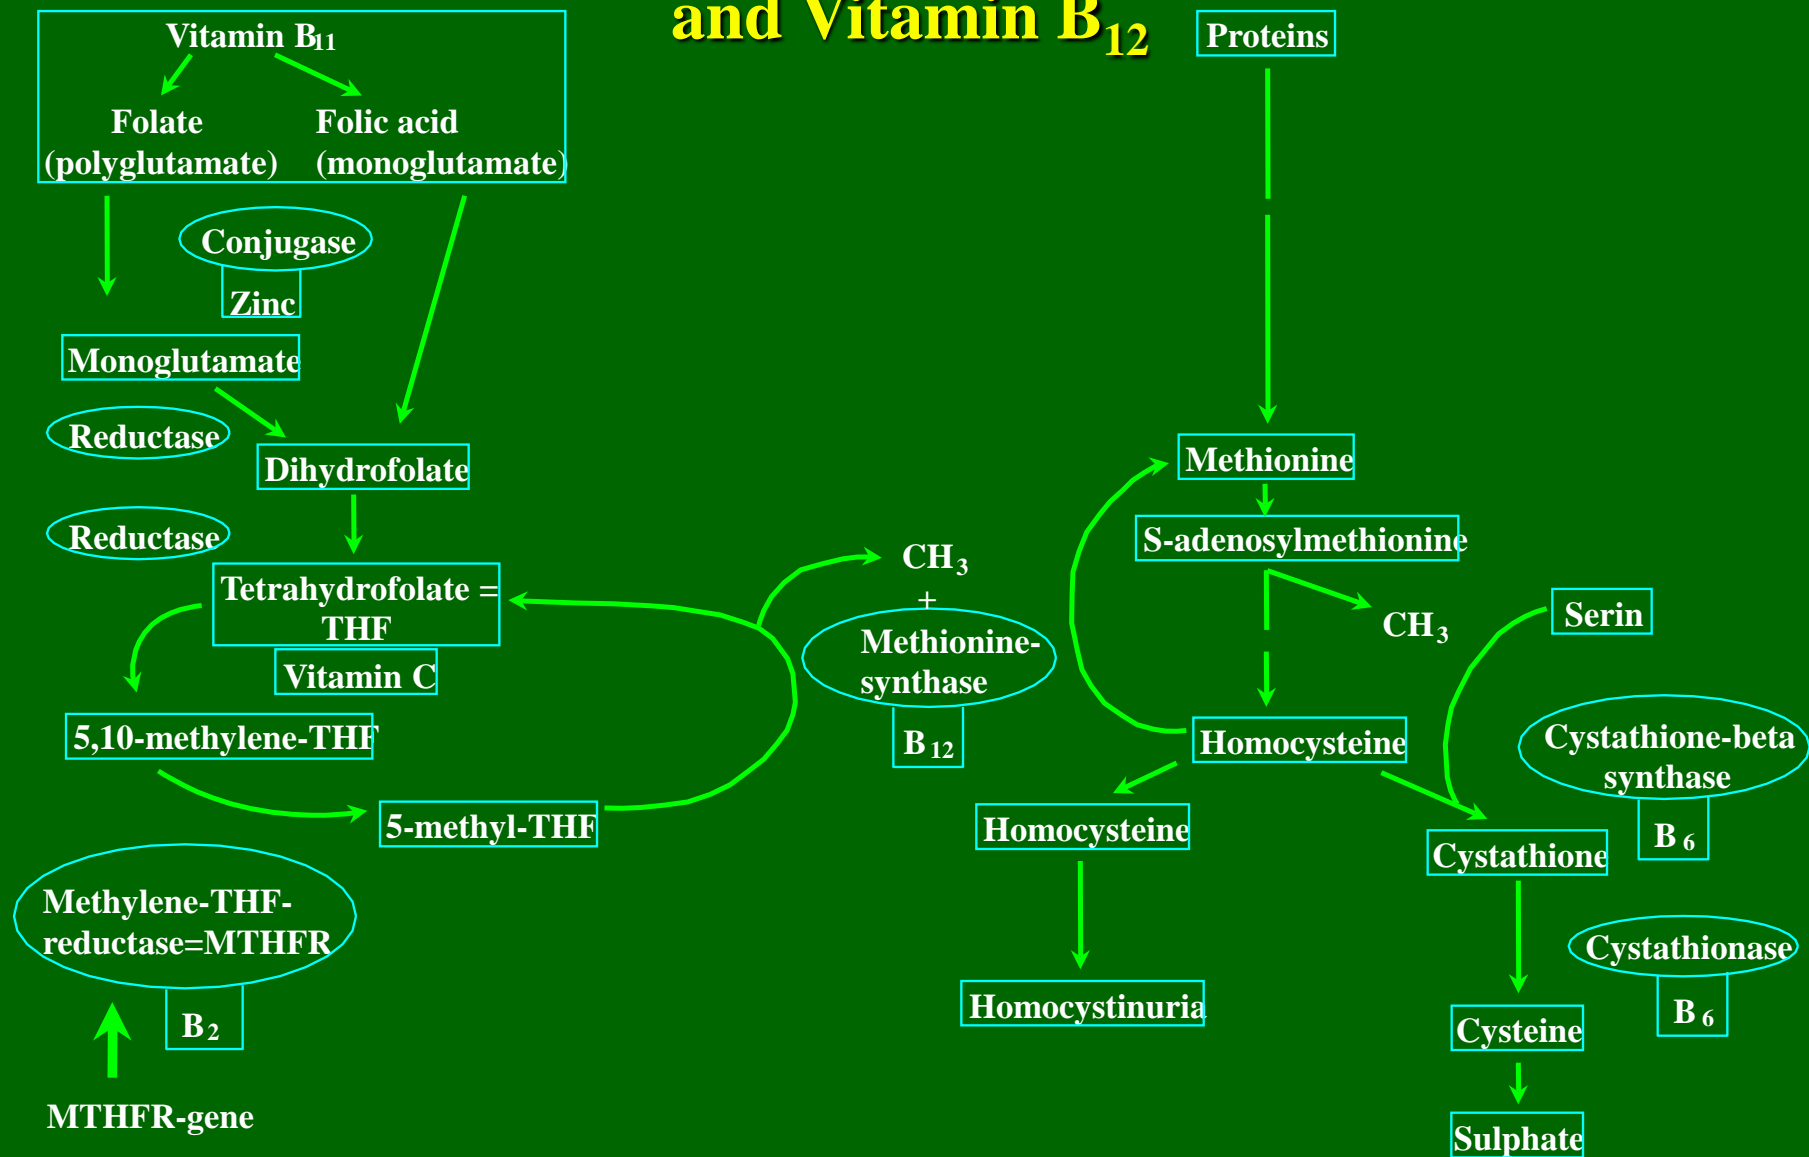 and Vitamin B12
Vitamin B11
Folate
(polyglutamate)
Folic acid
(monoglutamate)
Conjugase
Zinc
Monoglutamate
Reductase
Dihydrofolate
Reductase
Tetrahydrofolate =
THF
Vitamin C
5,10-methylene-THF
5-methyl-THF
Methylene-THF-
reductase=MTHFR
B2
MTHFR-gene
CH3
+
Methionine-
synthase
B12
Proteins
Methionine
S-adenosylmethionine
CH3
Serin
Homocysteine
Cystathione-beta
synthase
B6
Homocysteine
Cystathione
Homocystinuria
Cystathionase
B6
Cysteine
Sulphate